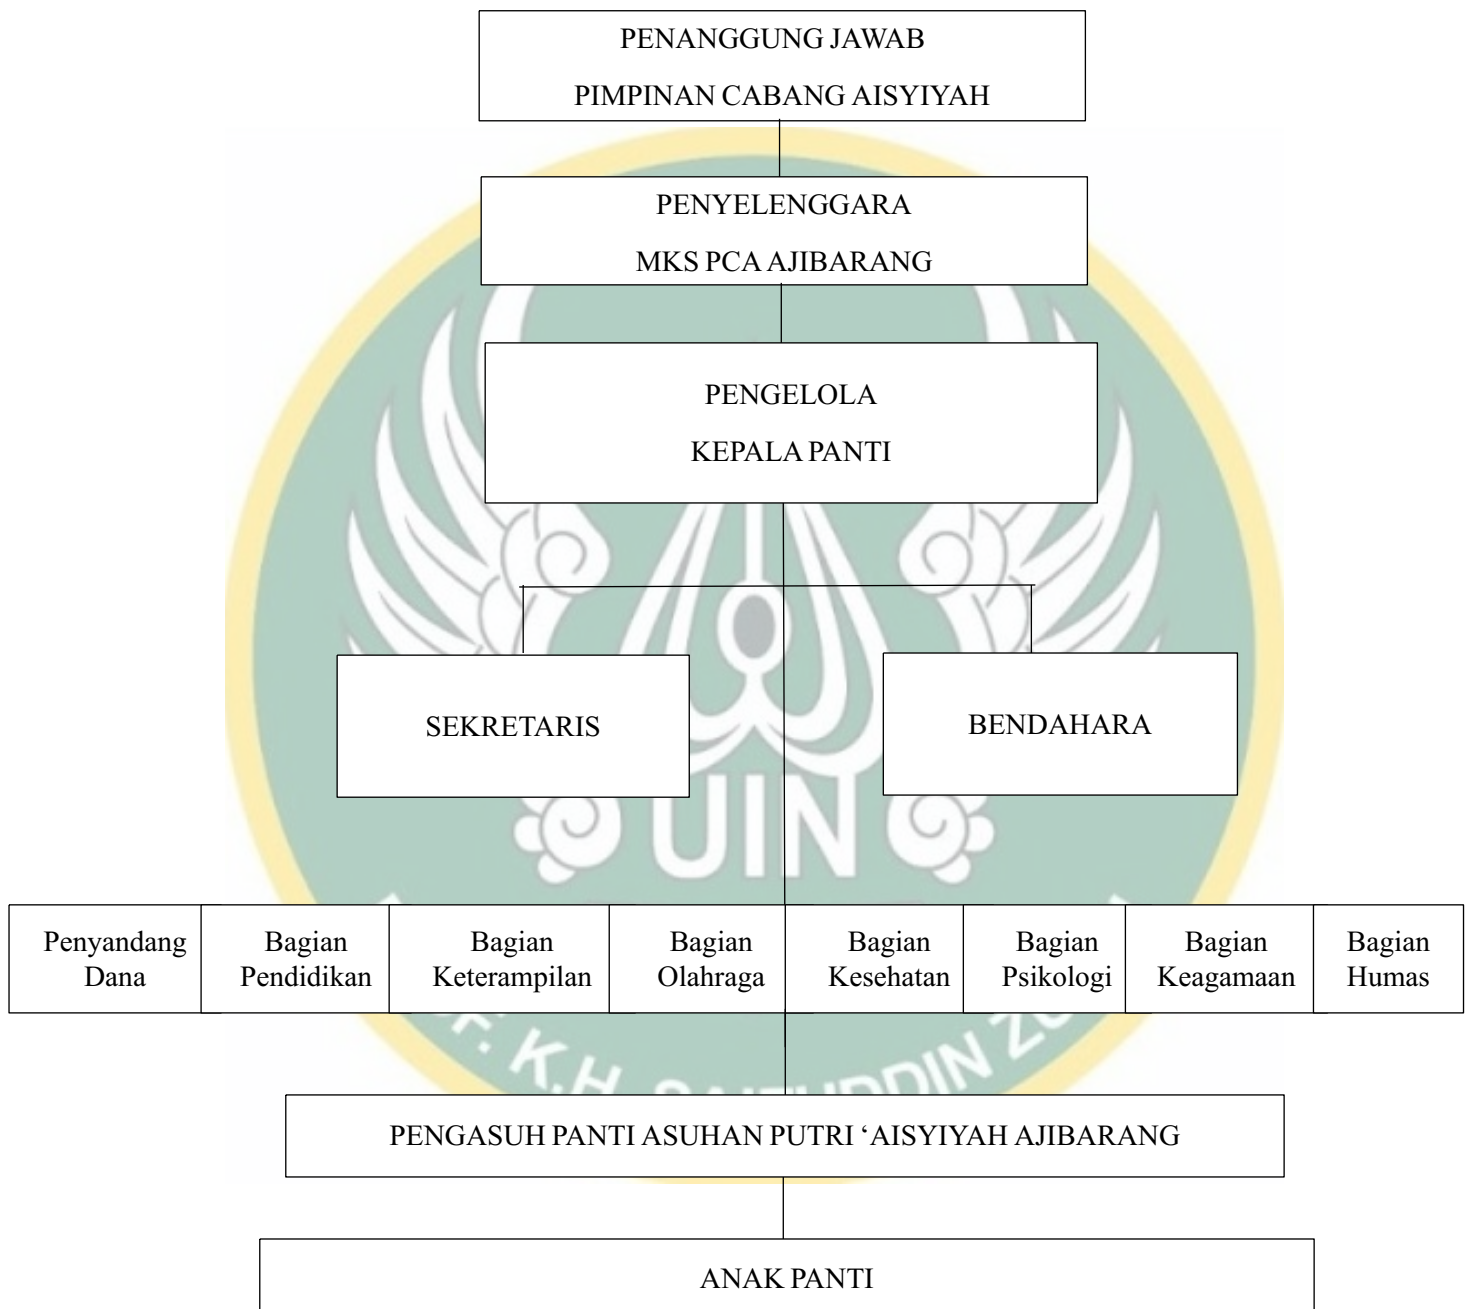 PENANGGUNG JAWAB
PIMPINAN CABANG AISYIYAH
PENYELENGGARA
MKS PCA AJIBARANG
PENGELOLA
KEPALA PANTI
SEKRETARIS
BENDAHARA
UIN
Penyandang
Dana
Bagian
Pendidikan
Bagian
Keterampilan
Bagian
Olahraga
Bagian
Kesehatan
Bagian
Psikologi
Bagian
Keagamaan
Bagian
Humas
K.H.
PENGASUH PANTI ASUHAN PUTRI ‘AISYIYAH AJIBARANG
ANAK PANTI